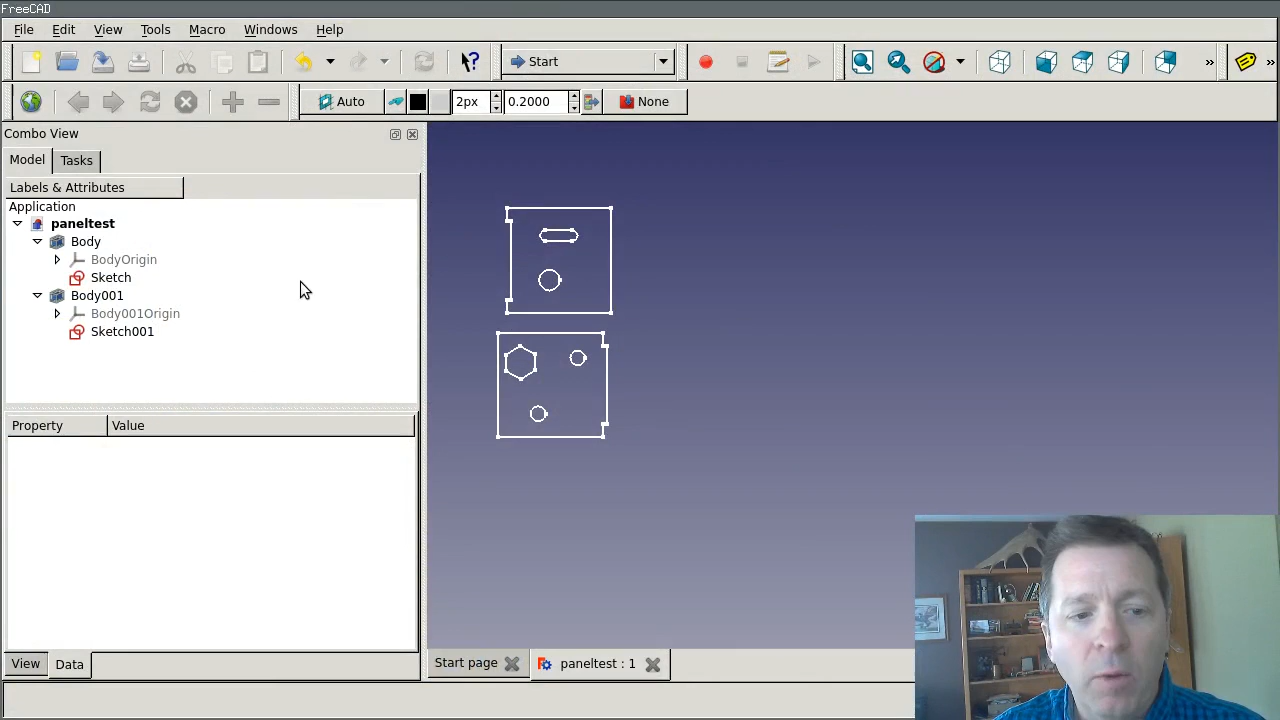 FreeCAD
File Edit View Tools Macro Windows Help
Start
Auto 2px 0.2000 None
Combo View
Model Tasks
Labels & Attributes
Application
paneltest
Body
BodyOrigin
Sketch
Body001
Body001Origin
Sketch001
Property Value
View Data
Start page paneltest : 1